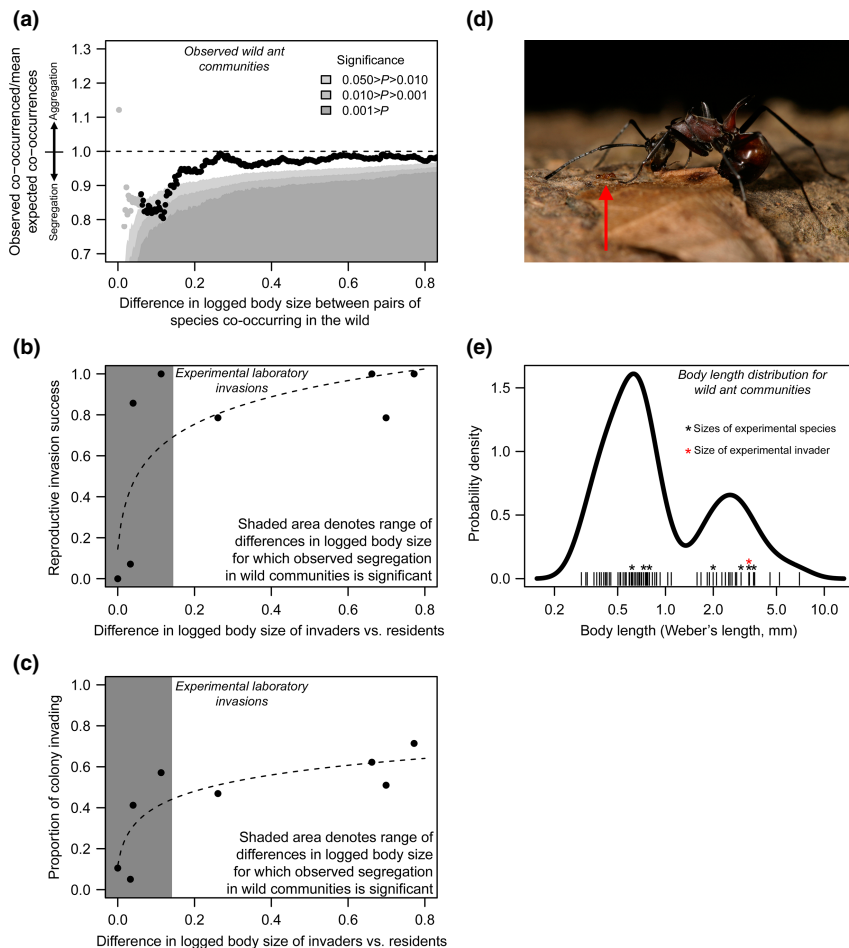 (a)
Observed co-occurrenced/mean
expected co-occurrences
Segregation
Aggregation
1.3
1.2
1.1
1.0
0.9
0.8
0.7
Observed wild ant
communities
Significance
0.050>P>0.010
0.010>P>0.001
0.001>P
0.0 0.2 0.4 0.6 0.8
Difference in logged body size between pairs of
species co-occurring in the wild
(d)
(b)
Reproductive invasion success
1.0
0.8
0.6
0.4
0.2
0.0
Experimental laboratory
invasions
Shaded area denotes range of
differences in logged body size
for which observed segregation
in wild communities is significant
0.0 0.2 0.4 0.6 0.8
Difference in logged body size of invaders vs. residents
(e)
Probability density
1.5
1.0
0.5
0.0
Body length distribution for
wild ant communities
* Sizes of experimental species
* Size of experimental invader
* ** * * **
0.2 0.5 1.0 2.0 5.0 10.0
Body length (Weber's length, mm)
(c)
Proportion of colony invading
1.0
0.8
0.6
0.4
0.2
0.0
Experimental laboratory
invasions
Shaded area denotes range of
differences in logged body size
for which observed segregation
in wild communities is significant
0.0 0.2 0.4 0.6 0.8
Difference in logged body size of invaders vs. residents